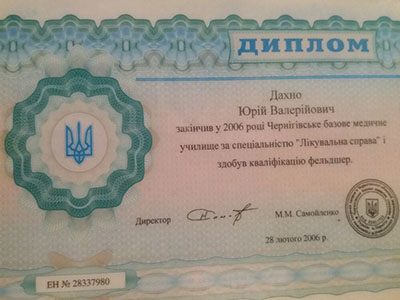 ДИПЛОМ
Дахно
Юрій Валерійович
закінчив у 2006 році Чернігівське базове медичне
училище за спеціальністю "Лікувальна справа" і
здобув кваліфікацію фельдшер.
Директор
М.М. Самойленко
28 лютого 2006 р.
ЕН № 28337980